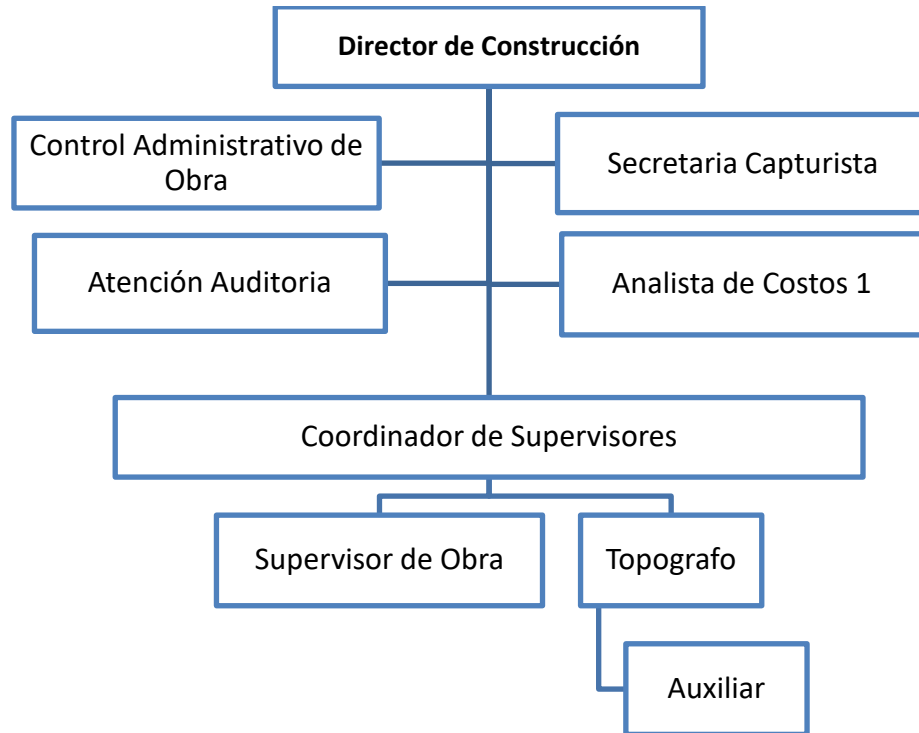 Director de Construcción
Control Administrativo de
Obra
Secretaria Capturista
Atención Auditoria
Analista de Costos 1
Coordinador de Supervisores
Supervisor de Obra
Topografo
Auxiliar